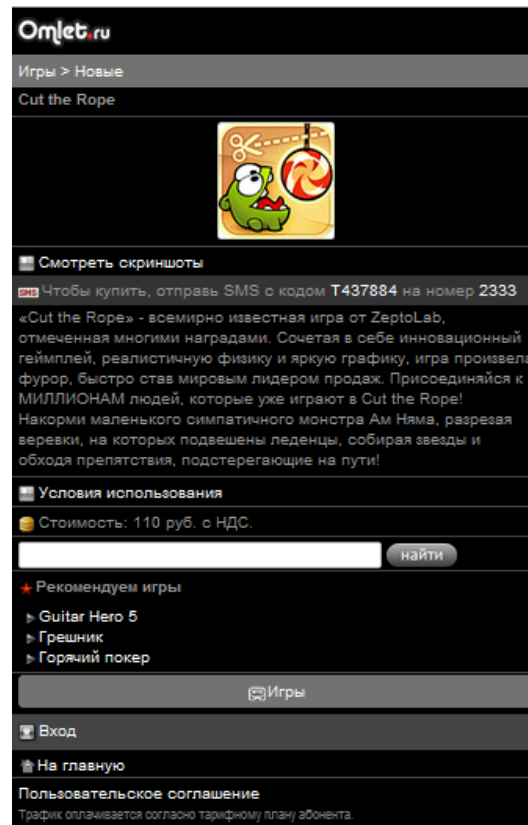 Omlet.ru
Игры > Новые
Cut the Rope
Смотреть скриншоты
SMS Чтобы купить, отправь SMS с кодом T437884 на номер 2333
«Cut the Rope» - всемирно известная игра от ZeptoLab,
отмеченная многими наградами. Сочетая в себе инновационный
геймплей, реалистичную физику и яркую графику, игра произвела
фурор, быстро став мировым лидером продаж. Присоединяйся к
МИЛЛИОНАМ людей, которые уже играют в Cut the Rope!
Накорми маленького симпатичного монстра Ам Няма, разрезая
веревки, на которых подвешены леденцы, собирая звезды и
обходя препятствия, подстерегающие на пути!
Условия использования
Стоимость: 110 руб. с НДС.
найти
Рекомендуем игры
Guitar Hero 5
Грешник
Горячий покер
Игры
Вход
На главную
Пользовательское соглашение
Трафик оплачивается согласно тарифному плану абонента.